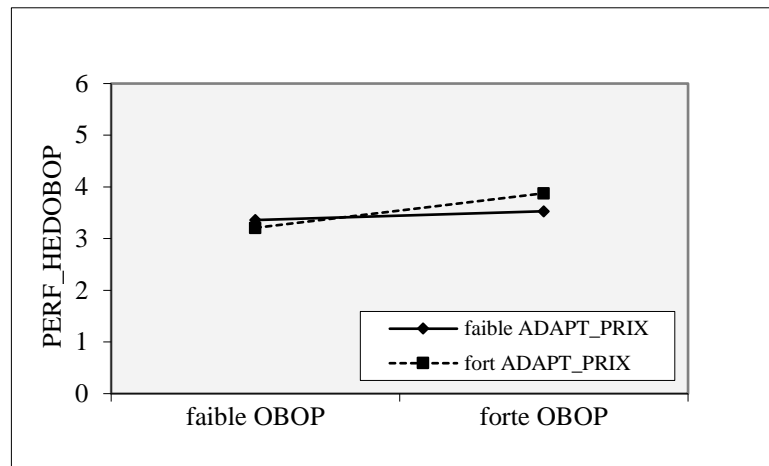 PERF_HEDOBOP
6
5
4
3
2
1
0
faible ADAPT_PRIX
fort ADAPT_PRIX
faible OBOP
forte OBOP